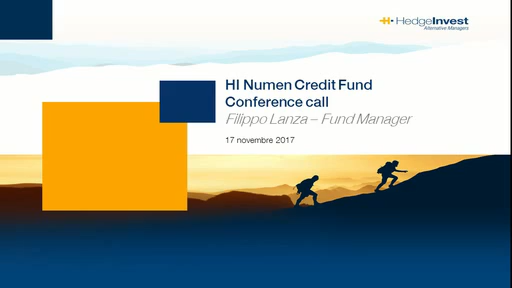 HedgeInvest
Alternative Managers
HI Numen Credit Fund
Conference call
Filippo Lanza – Fund Manager
17 novembre 2017